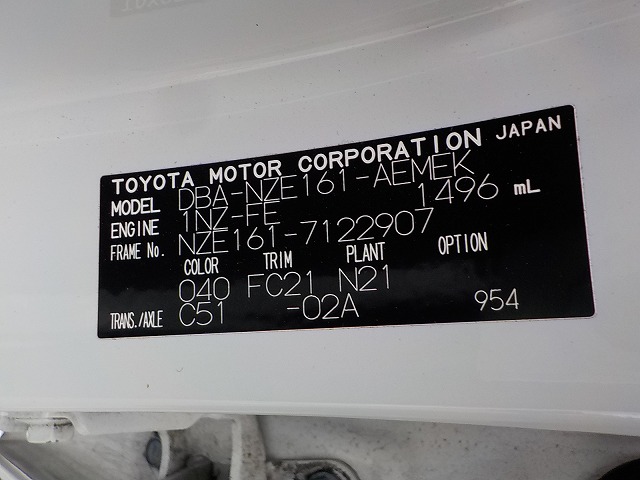 TOYOTA MOTOR CORPORATION JAPAN
MODEL DBA-NZE161-AEMEK
ENGINE 1NZ-FE 1496 mL
FRAME No. NZE161-7122907
COLOR TRIM PLANT OPTION
040 FC21 N21
TRANS./AXLE C51 -02A 954